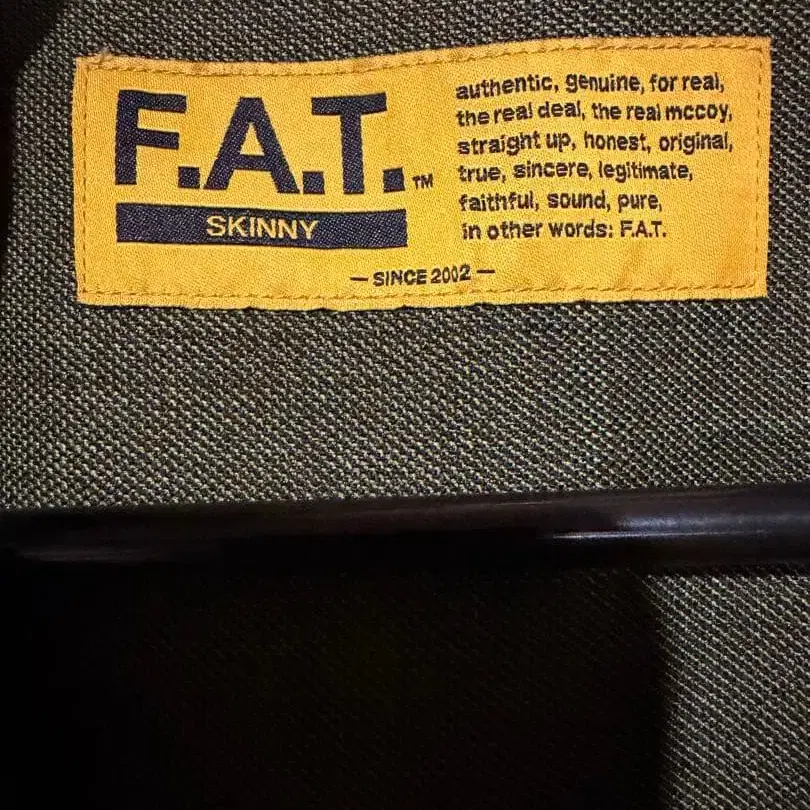 F.A.T.™
SKINNY
authentic, genuine, for real,
the real deal, the real mccoy,
straight up, honest, original,
true, sincere, legitimate,
faithful, sound, pure,
in other words: F.A.T.
— SINCE 2002 —